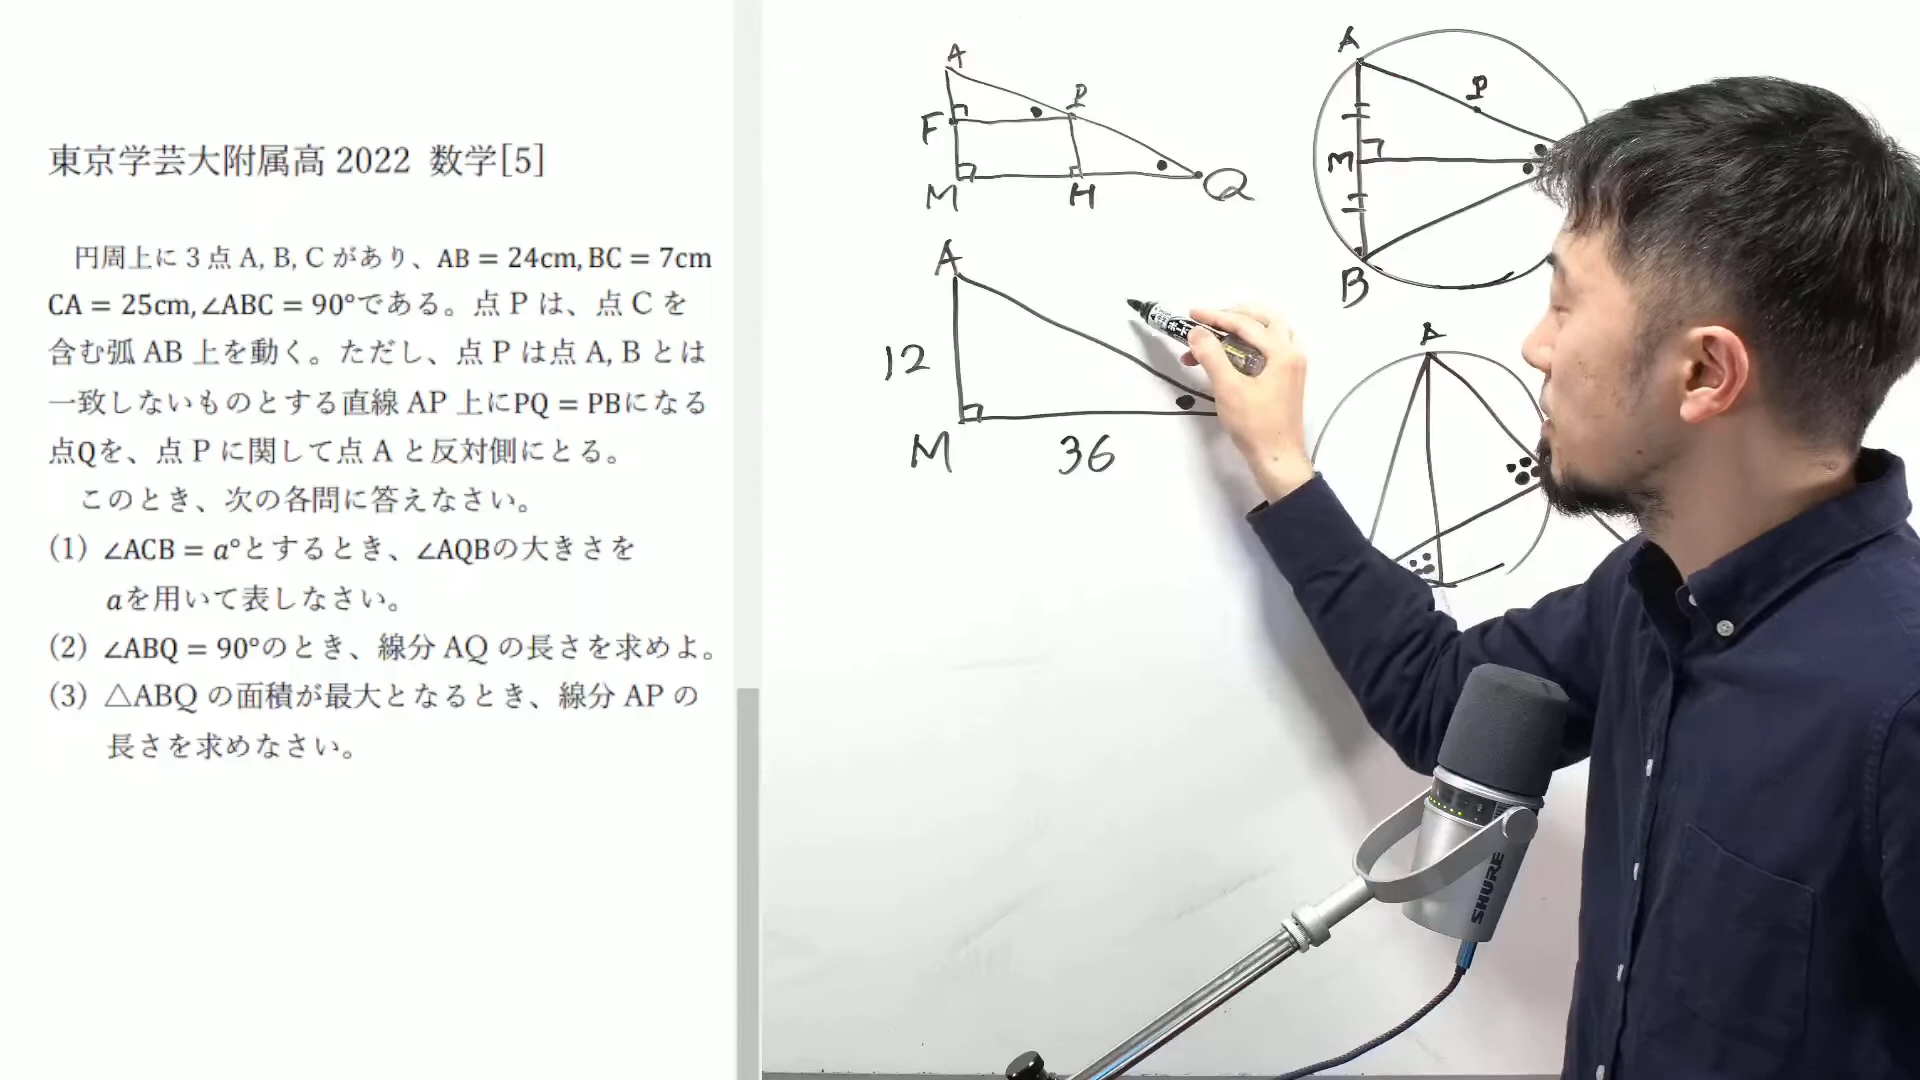 東京学芸大附属高 2022 数学[5]
円周上に 3 点 A, B, C があり、AB = 24cm, BC = 7cm
CA = 25cm, ∠ABC = 90°である。点 P は、点 C を
含む弧 AB 上を動く。ただし、点 P は点 A, B とは
一致しないものとする直線 AP 上にPQ = PBになる
点Qを、点 P に関して点 A と反対側にとる。
このとき、次の各問に答えなさい。
(1) ∠ACB = a°とするとき、∠AQBの大きさを
aを用いて表しなさい。
(2) ∠ABQ = 90°のとき、線分 AQ の長さを求めよ。
(3) △ABQ の面積が最大となるとき、線分 AP の
長さを求めなさい。
A
F
P
M
H
Q
A
12
M
36
A
P
M
B
A
SHURE